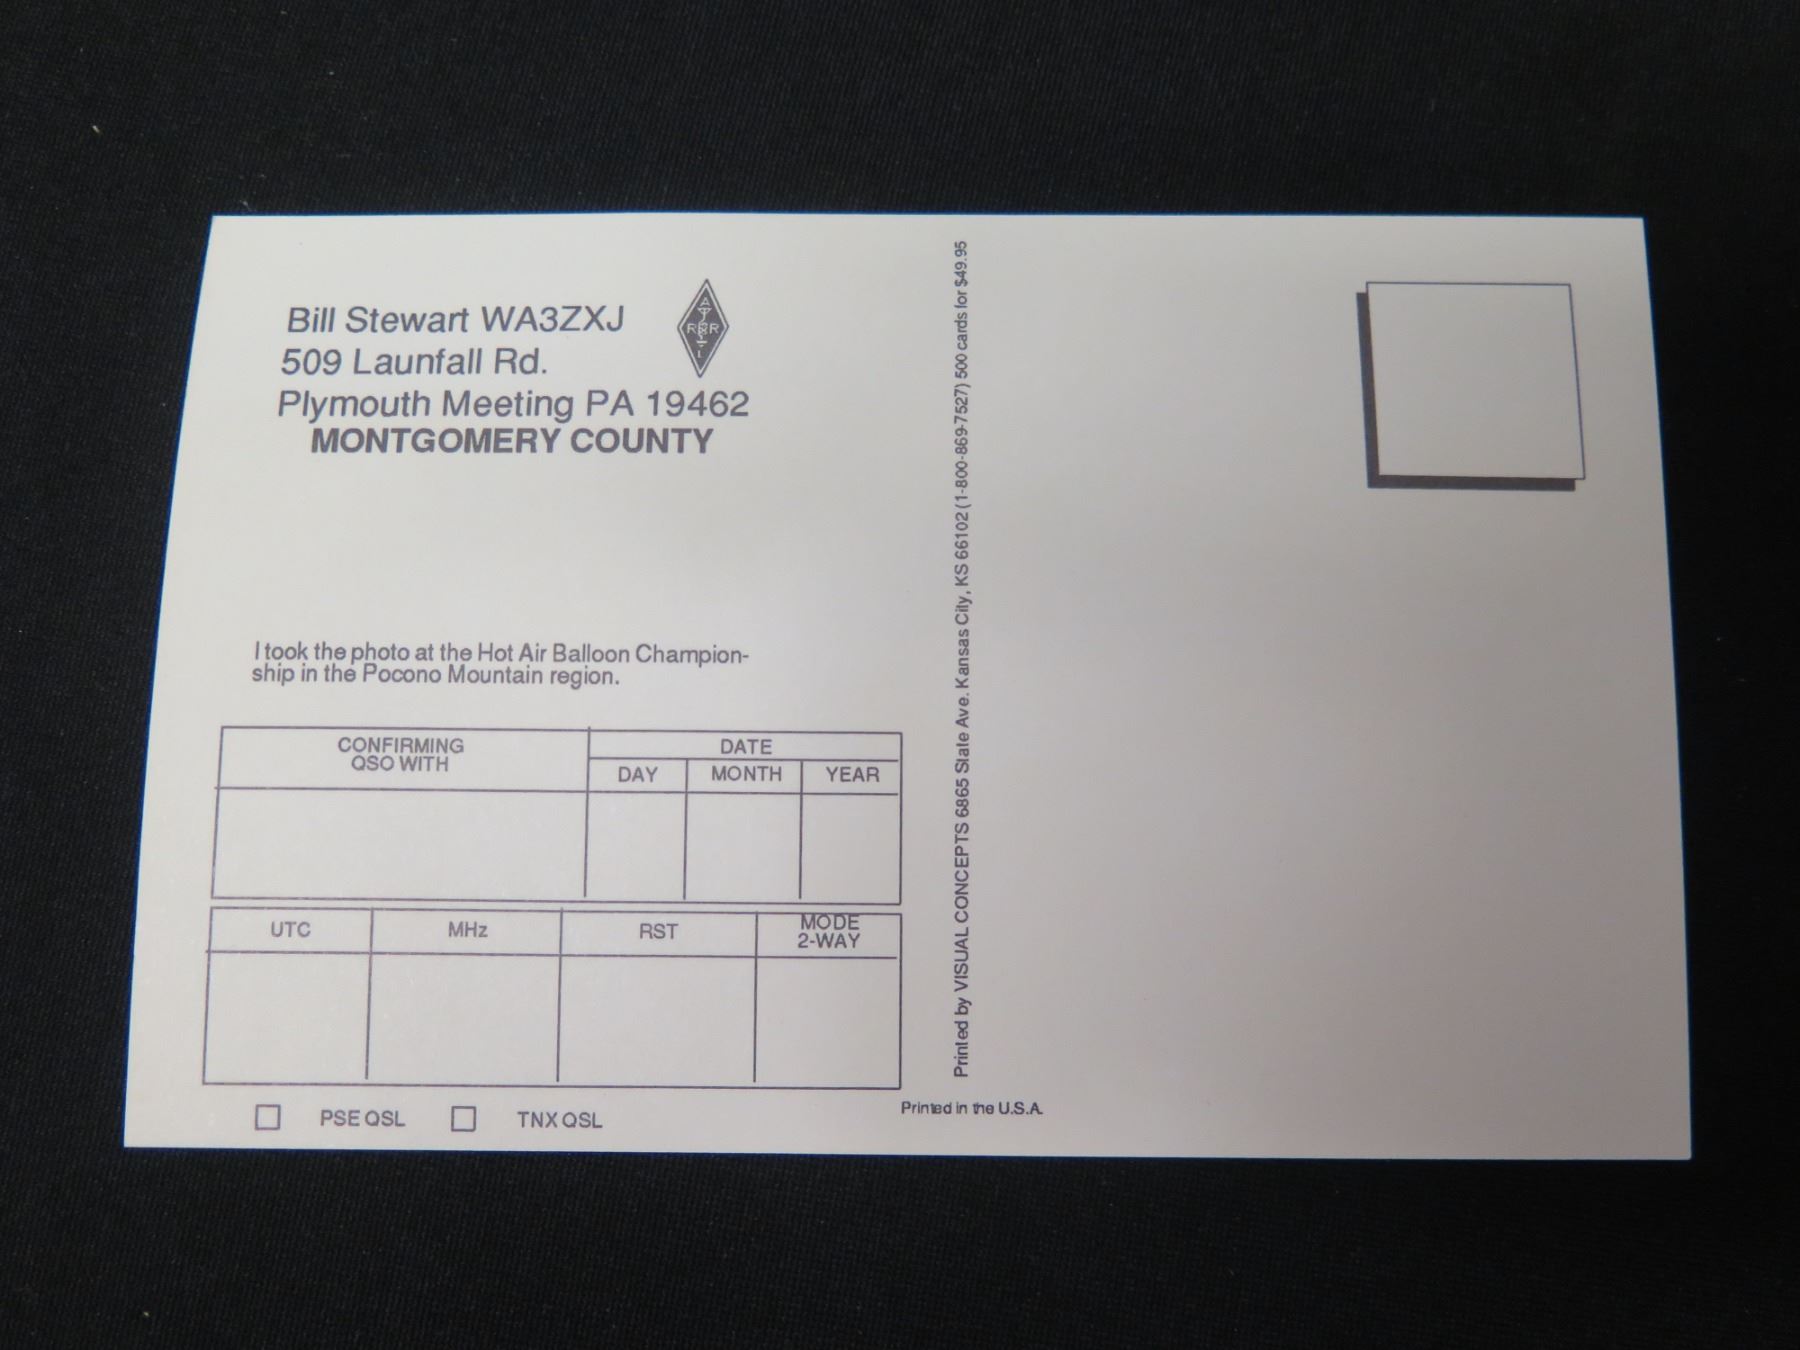 Bill Stewart WA3ZXJ
509 Launfall Rd.
Plymouth Meeting PA 19462
MONTGOMERY COUNTY
A
R R
L
I took the photo at the Hot Air Balloon Champion-
ship in the Pocono Mountain region.
CONFIRMING
QSO WITH
DATE
DAY MONTH YEAR
UTC MHz RST MODE
2-WAY
PSE QSL TNX QSL
Printed by VISUAL CONCEPTS 6865 State Ave. Kansas City, KS 66102 (1-800-869-7527) 500 cards for $49.95
Printed in the U.S.A.